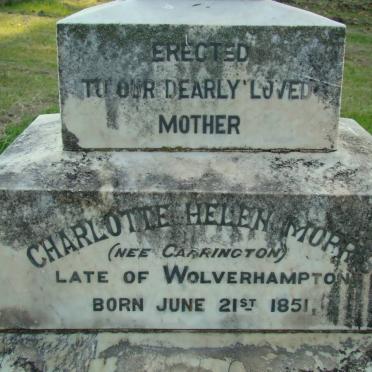 ERECTED
TO OUR DEARLY LOVED
MOTHER
CHARLOTTE HELEN
(NEE CARRINGTON)
LATE OF WOLVERHAMPTON
BORN JUNE 21ST 1851,